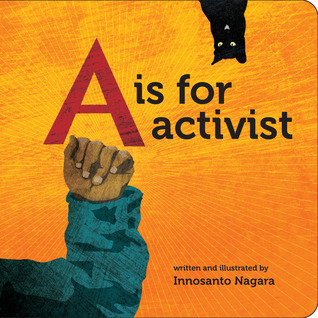 A is for
activist
written and illustrated by
Innosanto Nagara